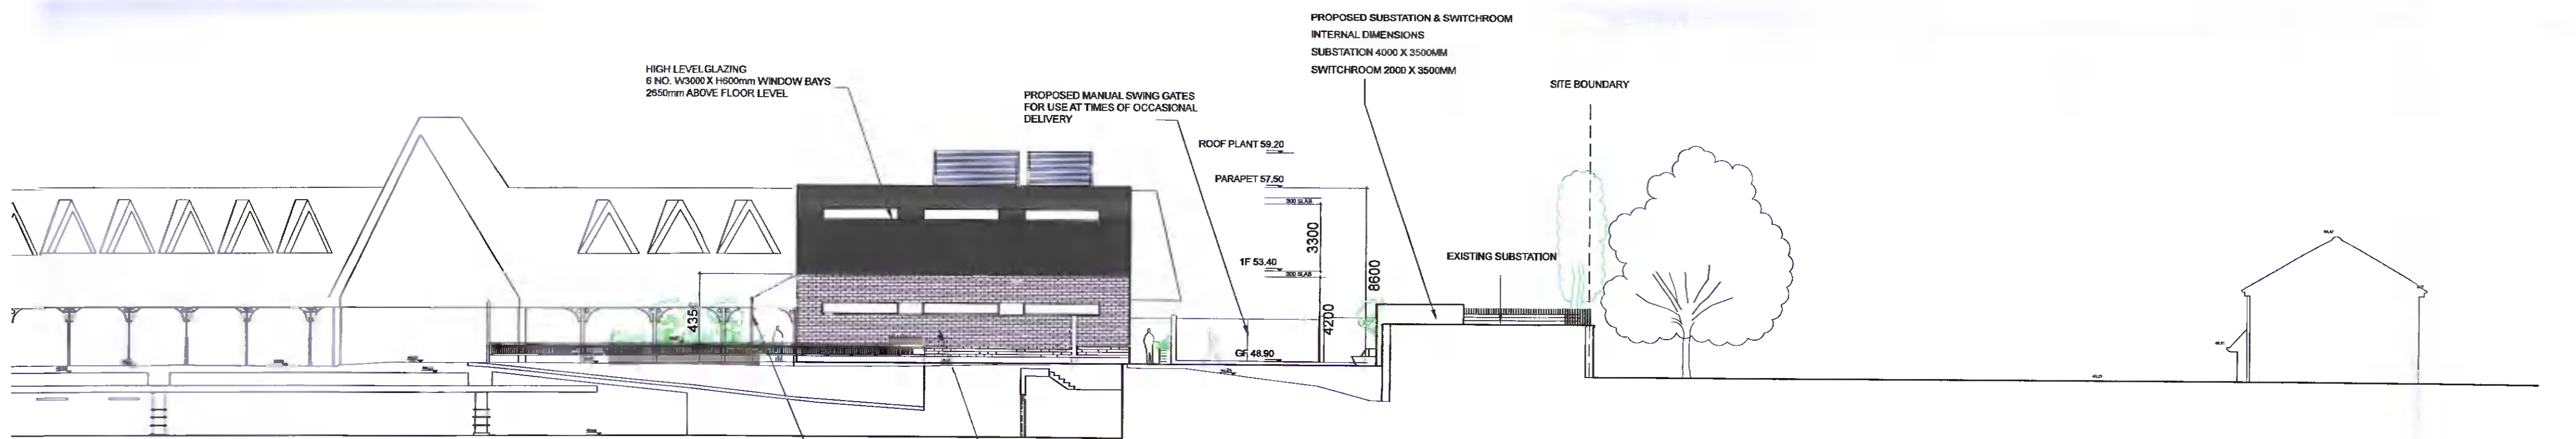 PROPOSED SUBSTATION & SWITCHROOM
INTERNAL DIMENSIONS
SUBSTATION 4000 X 3500MM
SWITCHROOM 2000 X 3500MM
HIGH LEVEL GLAZING
6 NO. W3000 X H600mm WINDOW BAYS
2650mm ABOVE FLOOR LEVEL
SITE BOUNDARY
PROPOSED MANUAL SWING GATES
FOR USE AT TIMES OF OCCASIONAL
DELIVERY
ROOF PLANT 59.20
PARAPET 57.50
300 SLAB
3300
1F 53.40
300 SLAB
8600
EXISTING SUBSTATION
435
4200
GF 48.90